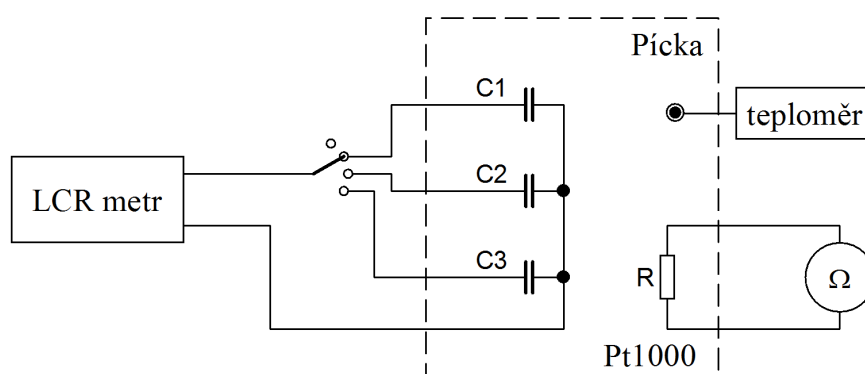 Pícka
C1
teploměr
C2
LCR metr
C3
R
Ω
Pt1000